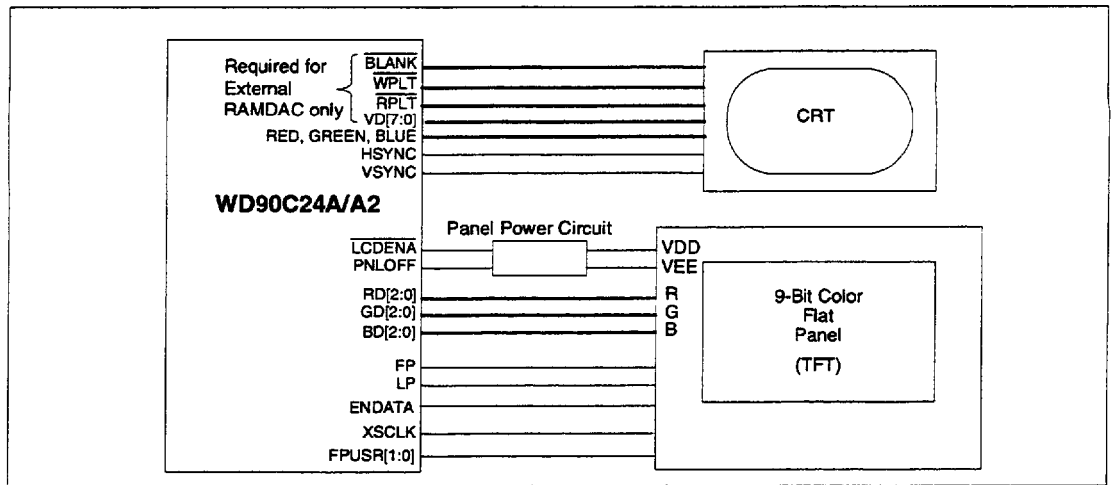 Required for
External
RAMDAC only
BLANK
WPLT
RPLT
VD[7:0]
RED, GREEN, BLUE
HSYNC
VSYNC
CRT
WD90C24A/A2
Panel Power Circuit
LCDENA
PNLOFF
VDD
VEE
RD[2:0]
GD[2:0]
BD[2:0]
R
G
B
9-Bit Color
Flat
Panel
(TFT)
FP
LP
ENDATA
XSCLK
FPUSR[1:0]